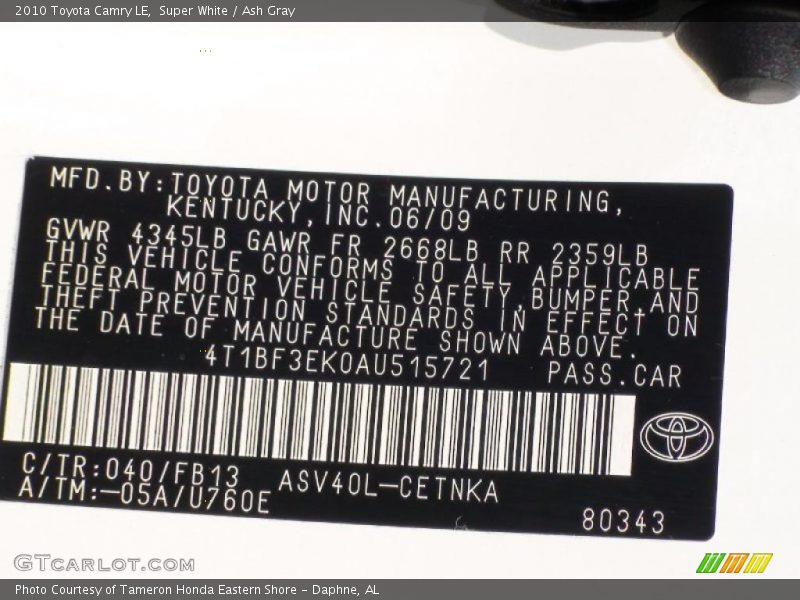 2010 Toyota Camry LE, Super White / Ash Gray
MFD.BY:TOYOTA MOTOR MANUFACTURING,
KENTUCKY,INC.06/09
GVWR 4345LB GAWR FR 2668LB RR 2359LB
THIS VEHICLE CONFORMS TO ALL APPLICABLE
FEDERAL MOTOR VEHICLE SAFETY,BUMPER,AND
THEFT PREVENTION STANDARDS IN EFFECT ON
THE DATE OF MANUFACTURE SHOWN ABOVE.
4T1BF3EK0AU515721 PASS.CAR
C/TR:040/FB13 ASV40L-CETNKA
A/TM:-05A/U760E
80343
GTCARLOT.COM
Photo Courtesy of Tameron Honda Eastern Shore - Daphne, AL